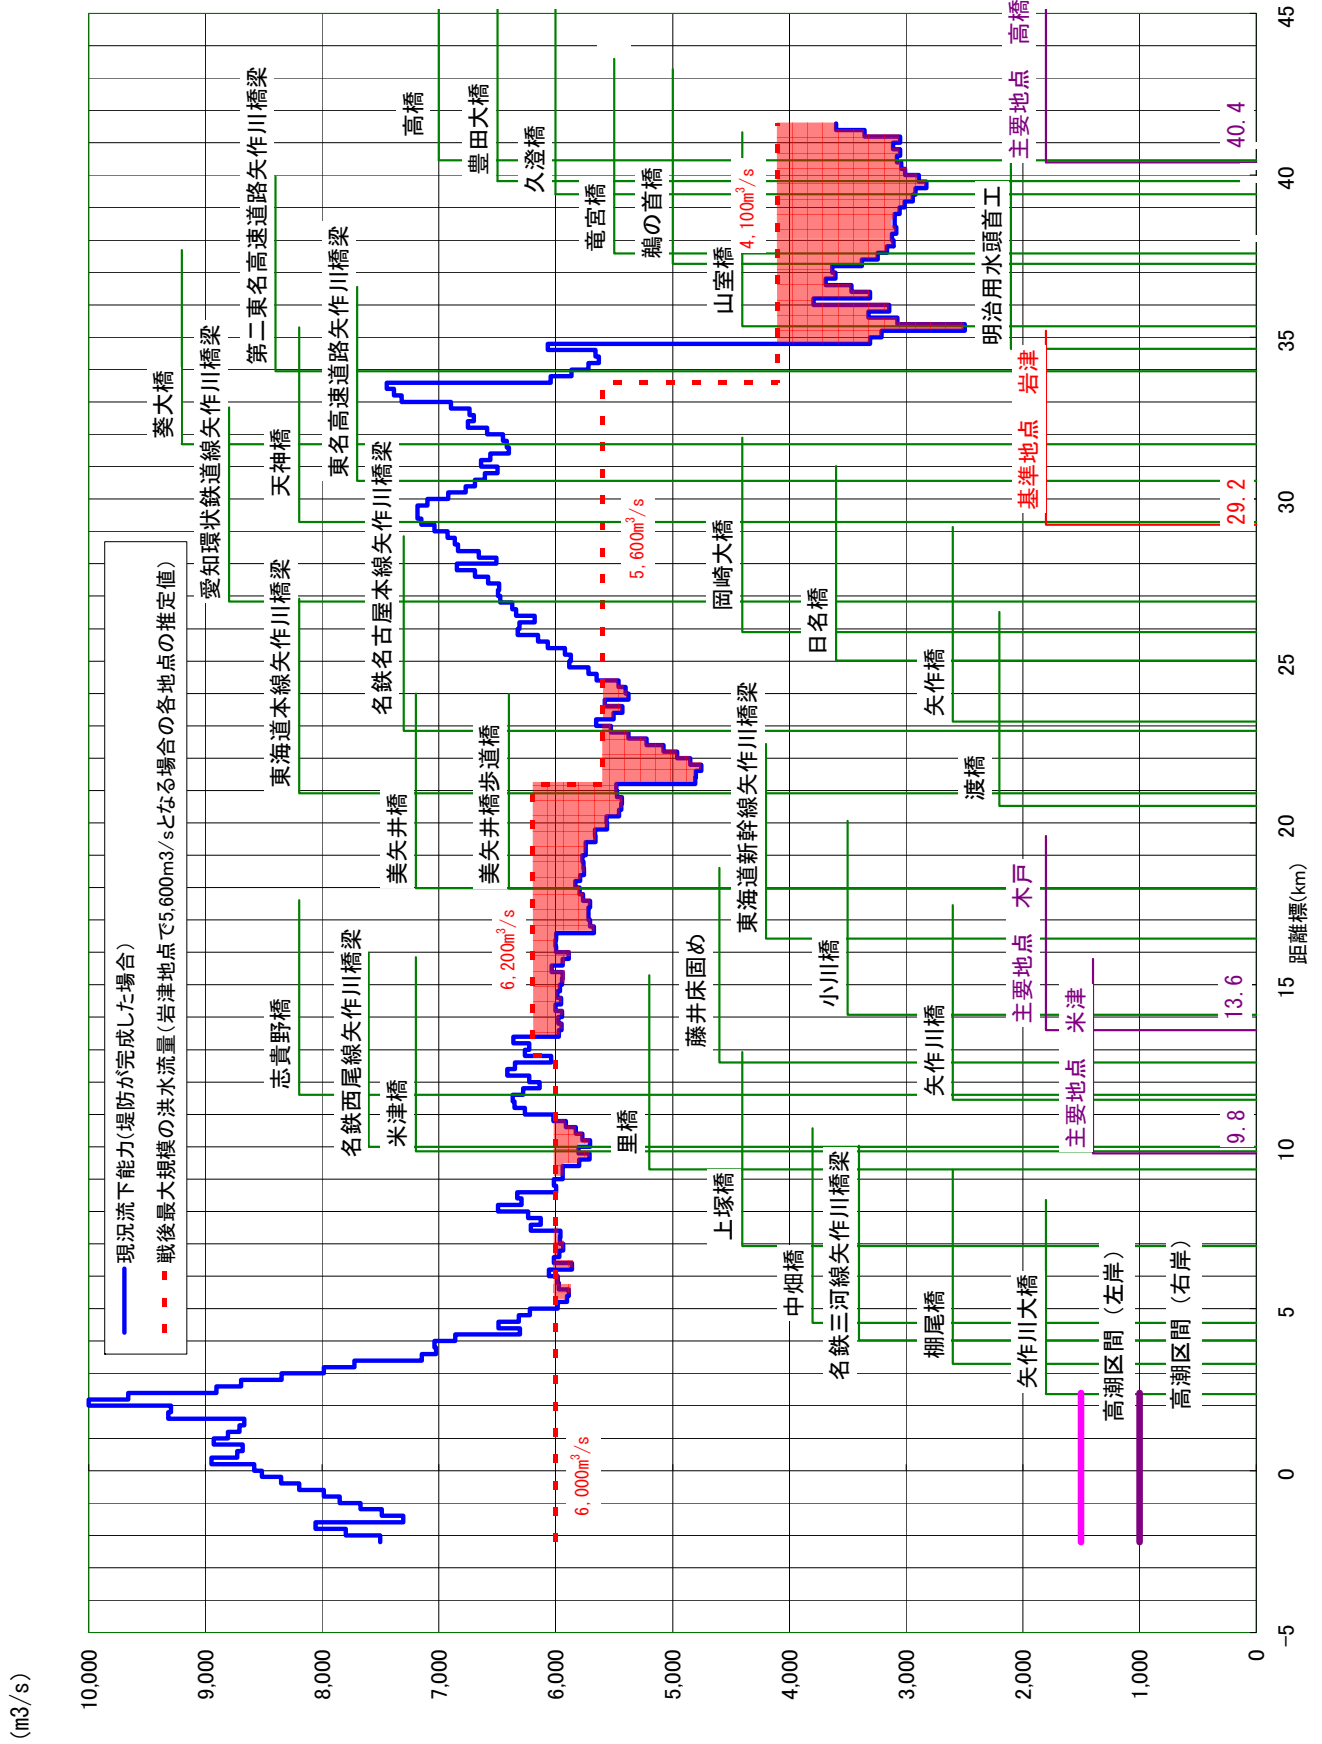 (m3/s)
10,000
9,000
8,000
7,000
6,000
5,000
4,000
3,000
2,000
1,000
0
-5
0
5
10
15
20
25
30
35
40
45
距離標(km)
現況流下能力(堤防が完成した場合)
戦後最大規模の洪水流量(岩津地点で5,600m3/sとなる場合の各地点の推定値)
6,000m³/s
6,200m³/s
5,600m³/s
4,100m³/s
高潮区間（左岸）
高潮区間（右岸）
矢作川大橋
棚尾橋
名鉄三河線矢作川橋梁
中畑橋
上塚橋
里橋
米津橋
名鉄西尾線矢作川橋梁
志貴野橋
矢作川橋
藤井床固め
小川橋
東海道新幹線矢作川橋梁
美矢井橋
美矢井橋歩道橋
渡橋
東海道本線矢作川橋梁
名鉄名古屋本線矢作川橋梁
矢作橋
日名橋
岡崎大橋
愛知環状鉄道線矢作川橋梁
天神橋
東名高速道路矢作川橋梁
葵大橋
第二東名高速道路矢作川橋梁
明治用水頭首工
山室橋
鵜の首橋
竜宮橋
久澄橋
豊田大橋
高橋
主要地点 米津
9.8
主要地点 木戸
13.6
基準地点 岩津
29.2
主要地点 高橋
40.4